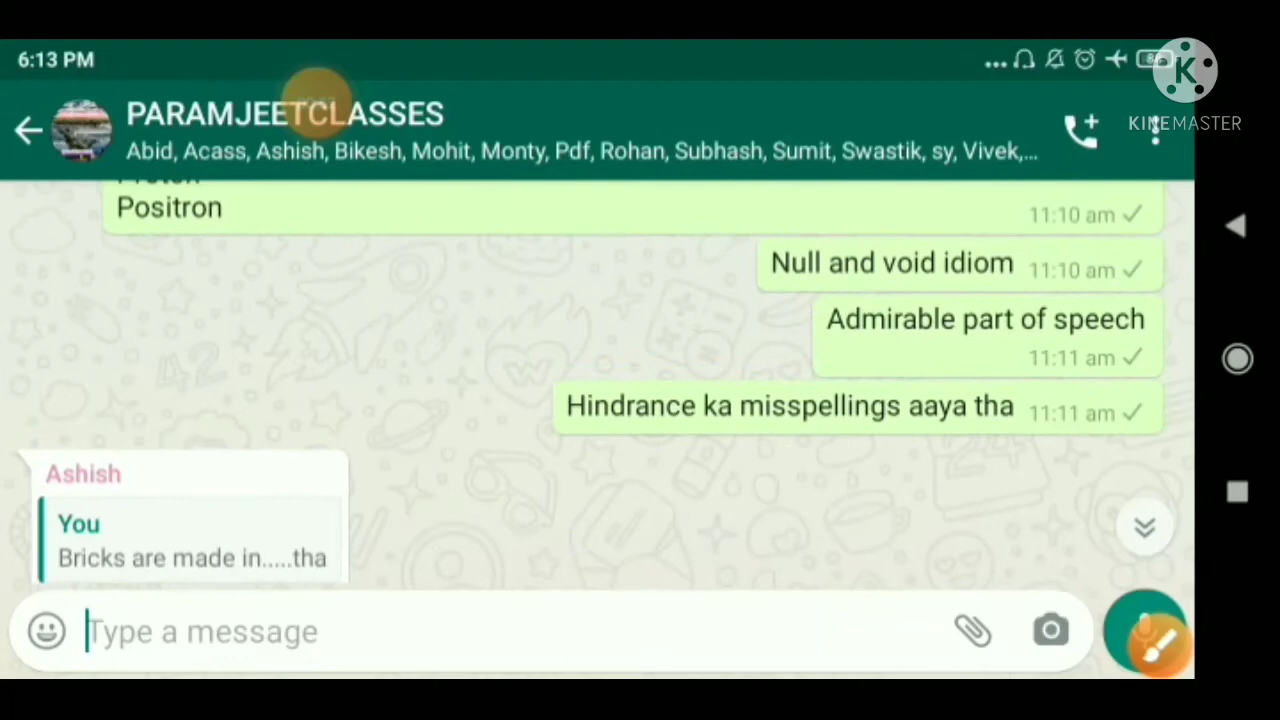 6:13 PM
KINEMASTER
PARAMJEETCLASSES
Abid, Acass, Ashish, Bikesh, Mohit, Monty, Pdf, Rohan, Subhash, Sumit, Swastik, sy, Vivek,...
Positron
11:10 am
Null and void idiom 11:10 am
Admirable part of speech
11:11 am
Hindrance ka misspellings aaya tha 11:11 am
Ashish
You
Bricks are made in.....tha
Type a message